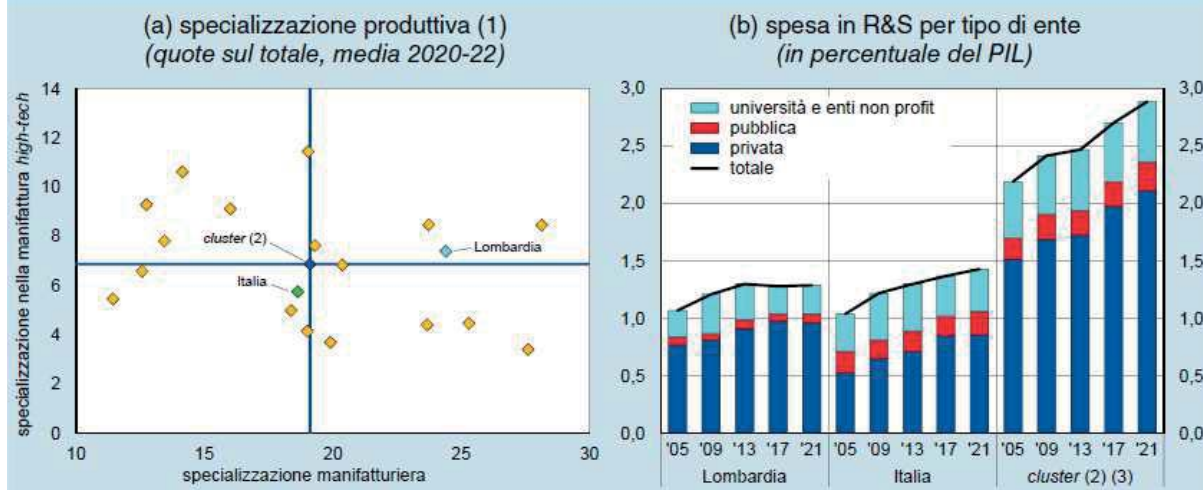 (a) specializzazione produttiva (1)
(quote sul totale, media 2020-22)
specializzazione nella manifattura high-tech
14
12
10
8
6
4
2
0
cluster (2)
Lombardia
Italia
10
15
20
25
30
specializzazione manifatturiera
(b) spesa in R&S per tipo di ente
(in percentuale del PIL)
3,0
2,5
2,0
1,5
1,0
0,5
0,0
università e enti non profit
pubblica
privata
totale
3,0
2,5
2,0
1,5
1,0
0,5
0,0
'05 '09 '13 '17 '21 '05 '09 '13 '17 '21 '05 '09 '13 '17 '21
Lombardia Italia cluster (2) (3)